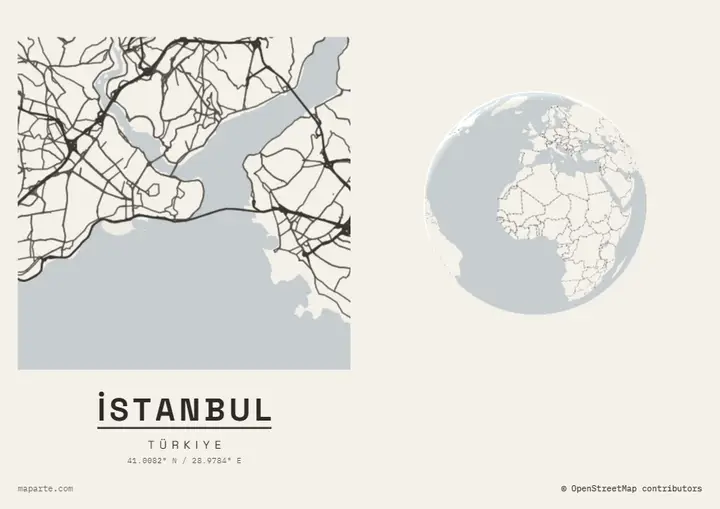 İSTANBUL
TÜRKIYE
41.0082° N / 28.9784° E
maparte.com
© OpenStreetMap contributors